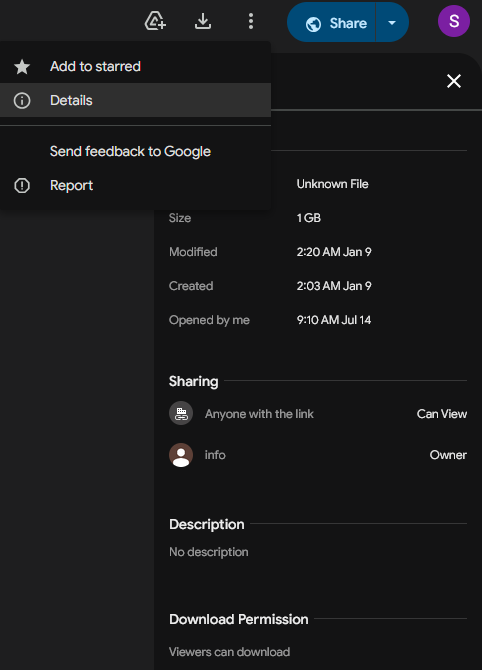 Share
S
Add to starred
Details
Send feedback to Google
Report
Unknown File
Size 1 GB
Modified 2:20 AM Jan 9
Created 2:03 AM Jan 9
Opened by me 9:10 AM Jul 14
Sharing
Anyone with the link Can View
info Owner
Description
No description
Download Permission
Viewers can download